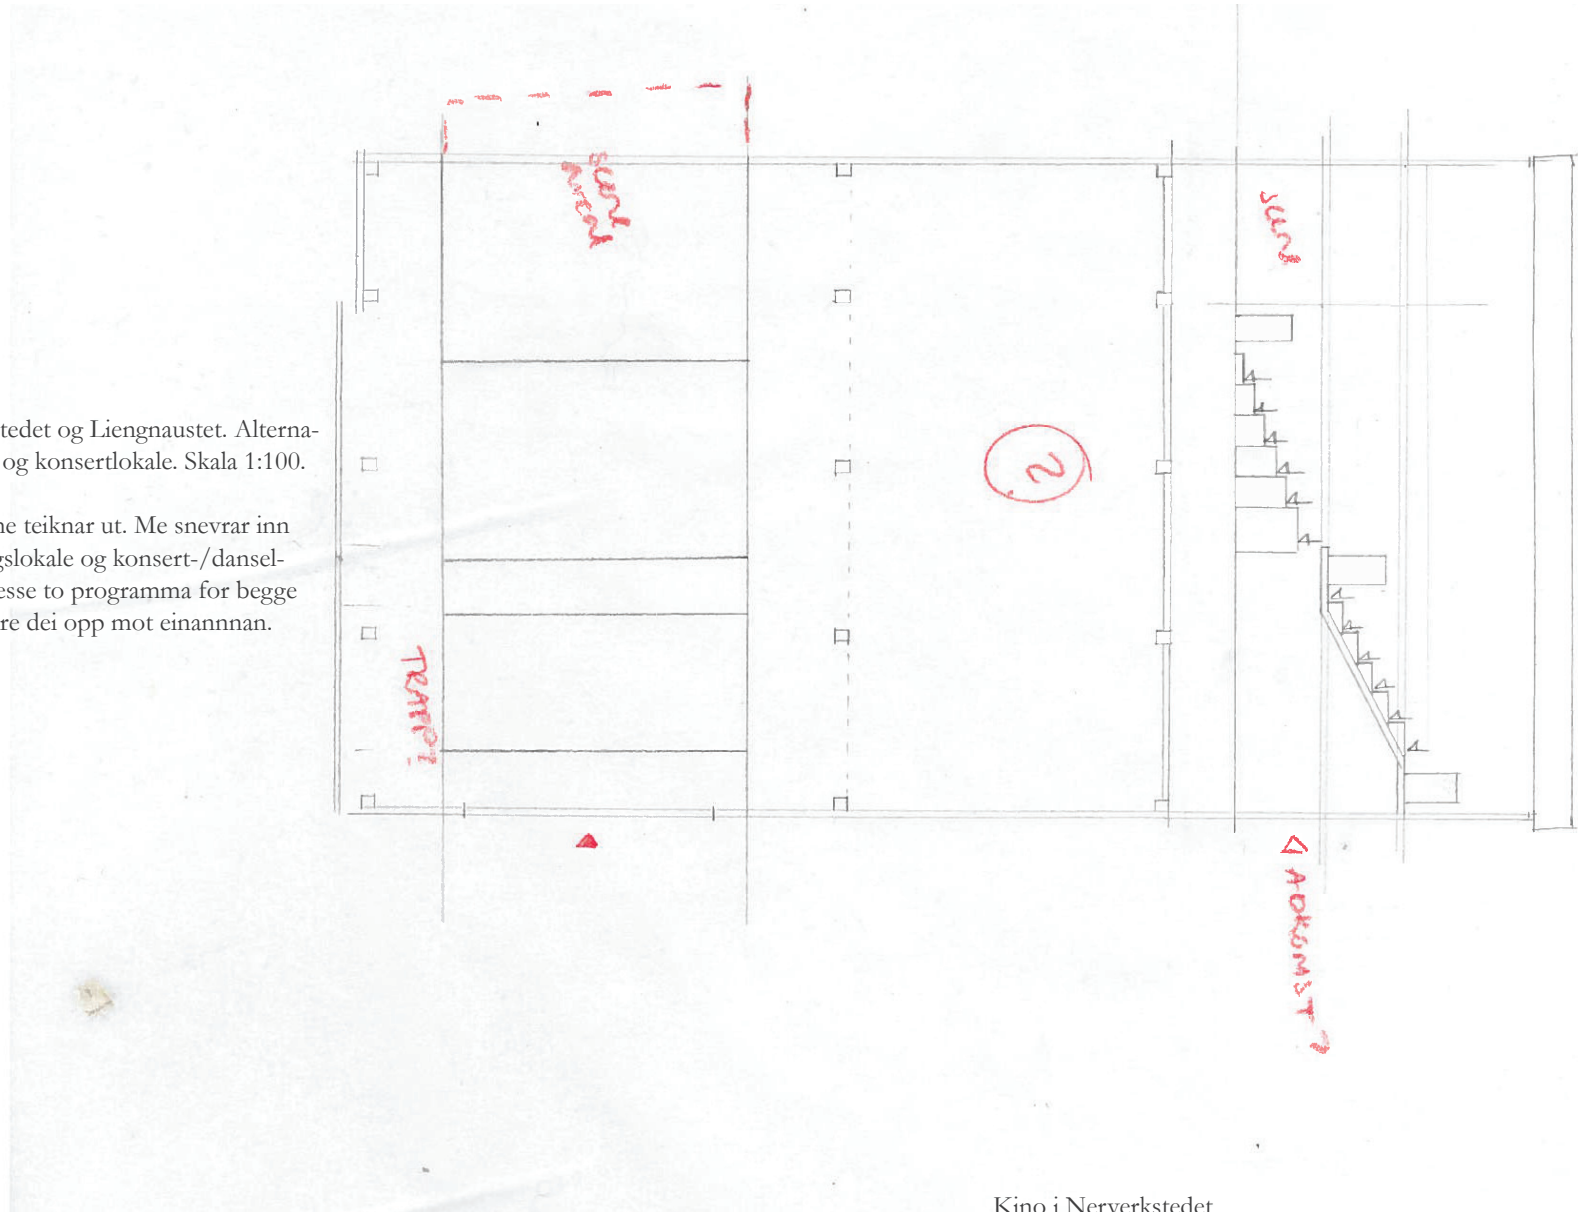 tedet og Liengnaustet. Alterna-
og konsertlokale. Skala 1:100.
ne teiknar ut. Me snevrar inn
gslokale og konsert-/dansel-
esse to programma for begge
re dei opp mot einannnan.
Scene
Areal
Scene
2
TRAPP?
ADKOMST?
Kino i Nerverkstedet